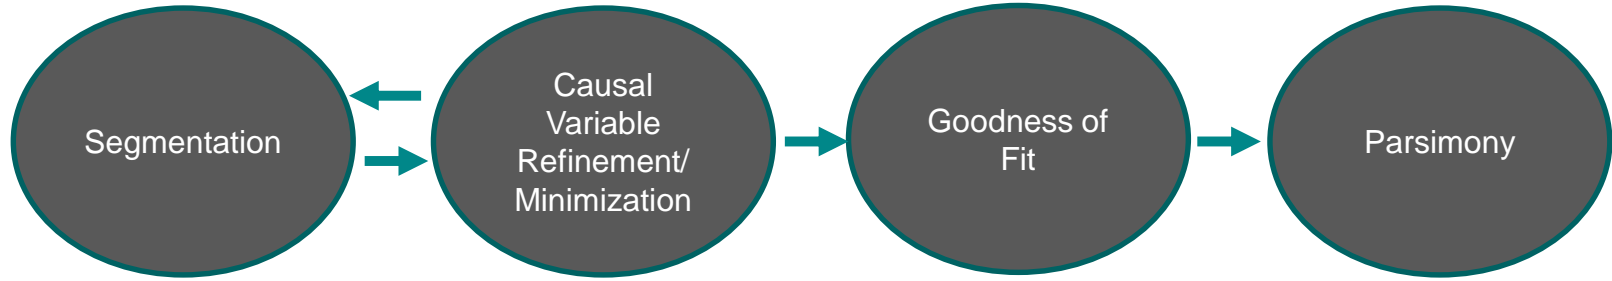 Segmentation
Causal
Variable
Refinement/
Minimization
Goodness of
Fit
Parsimony